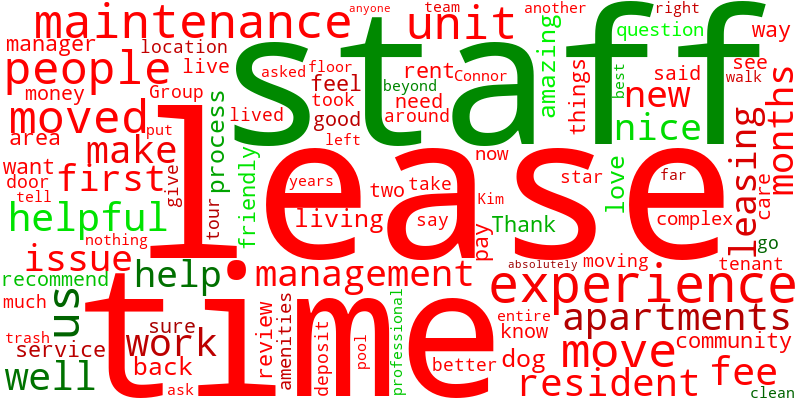 anyone
team
another
right
maintenance
unit
staff
question
way
manager
location
people
live
asked
floor
beyond
Connor
amazing
see
walk
said
best
things
money
Group
feel
took
rent
need
new
months
moved
put
area
lived
good
around
nice
process
left
make
want
door
tell
first
give
friendly
lease
now
love
leasing
care
years
two
take
Kim
star
far
helpful
tour
living
say
pay
Thank
complex
go
nothing
issue
absolutely
moving
tenant
recommend
help
management
experience
much
us
time
sure
work
review
amenities
deposit
pool
professional
entire
know
apartments
community
trash
service
back
better
dog
move
fee
well
ask
resident
clean